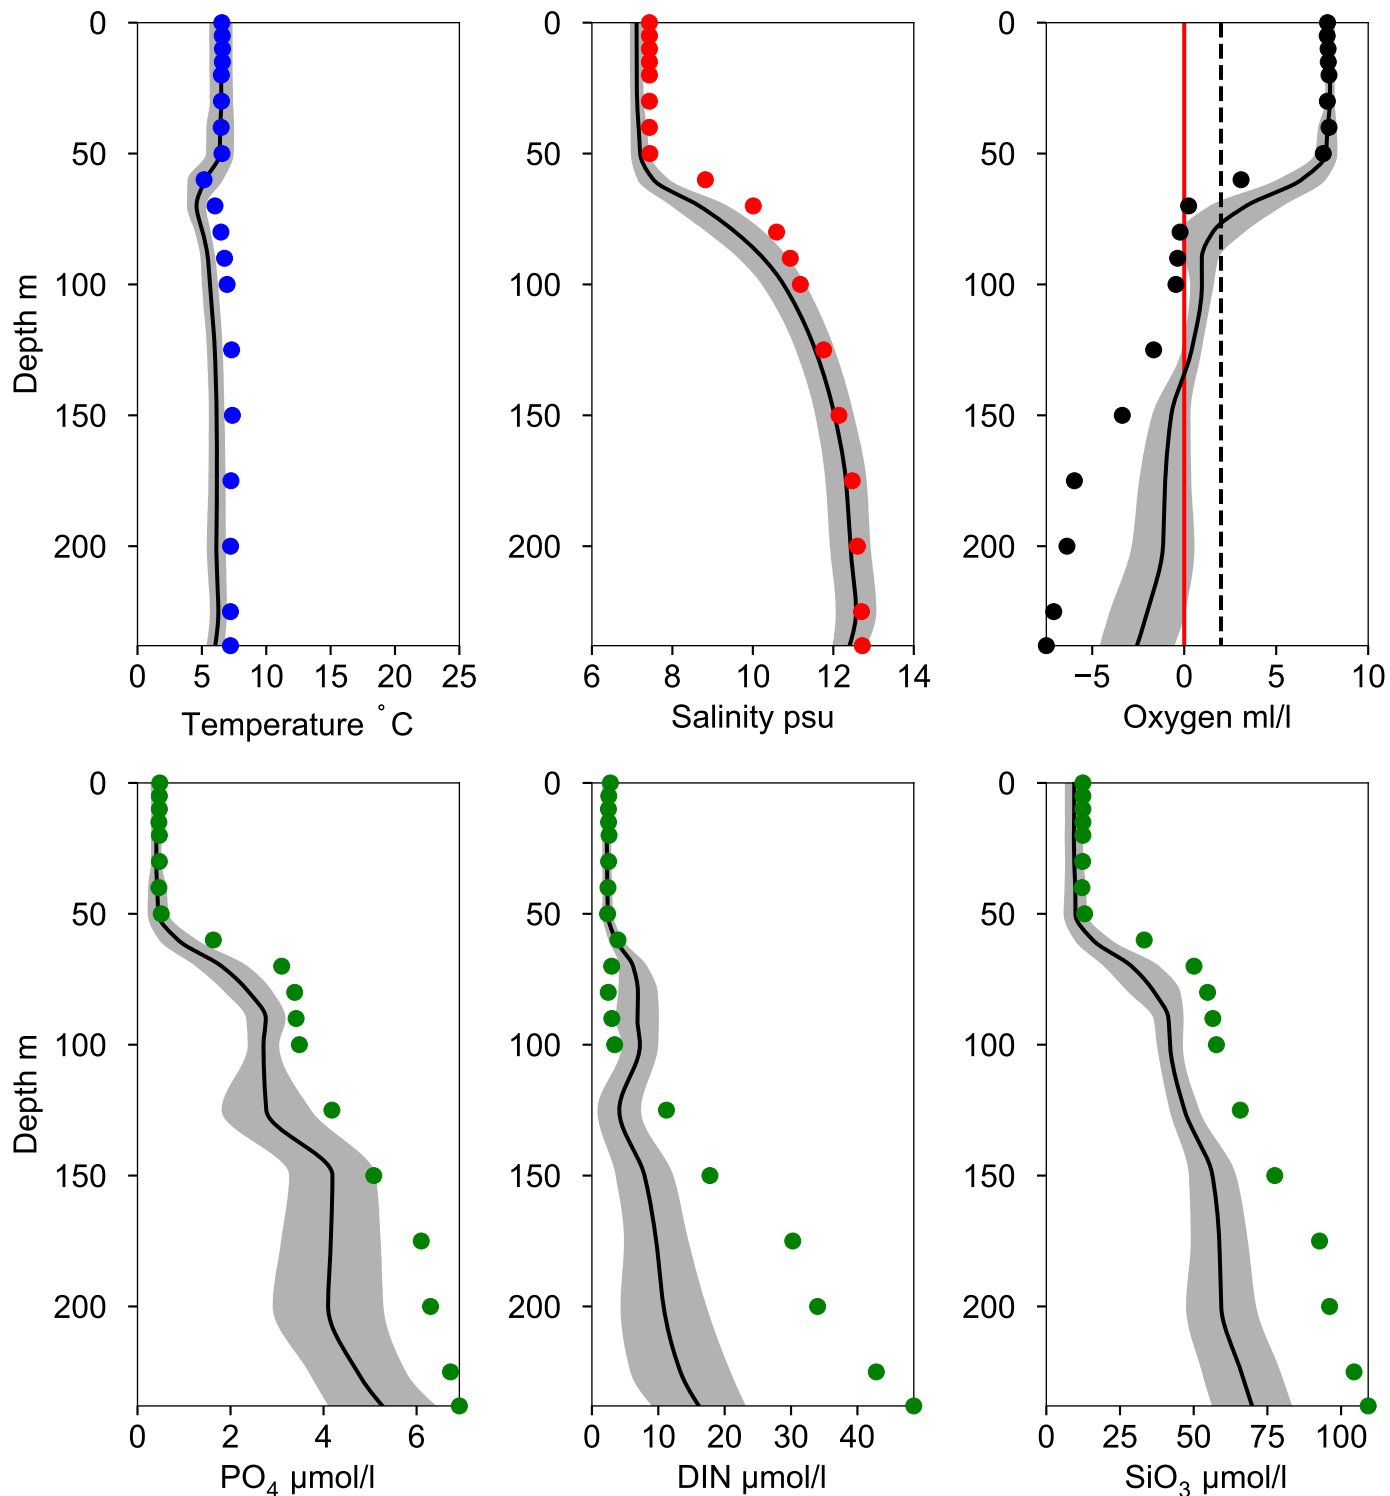 0
50
100
150
200
Depth m
0 5 10 15 20 25
Temperature ° C
0
50
100
150
200
6 8 10 12 14
Salinity psu
0
50
100
150
200
−5 0 5 10
Oxygen ml/l
0
50
100
150
200
Depth m
0 2 4 6
PO₄ µmol/l
0
50
100
150
200
0 10 20 30 40
DIN µmol/l
0
50
100
150
200
0 25 50 75 100
SiO₃ µmol/l